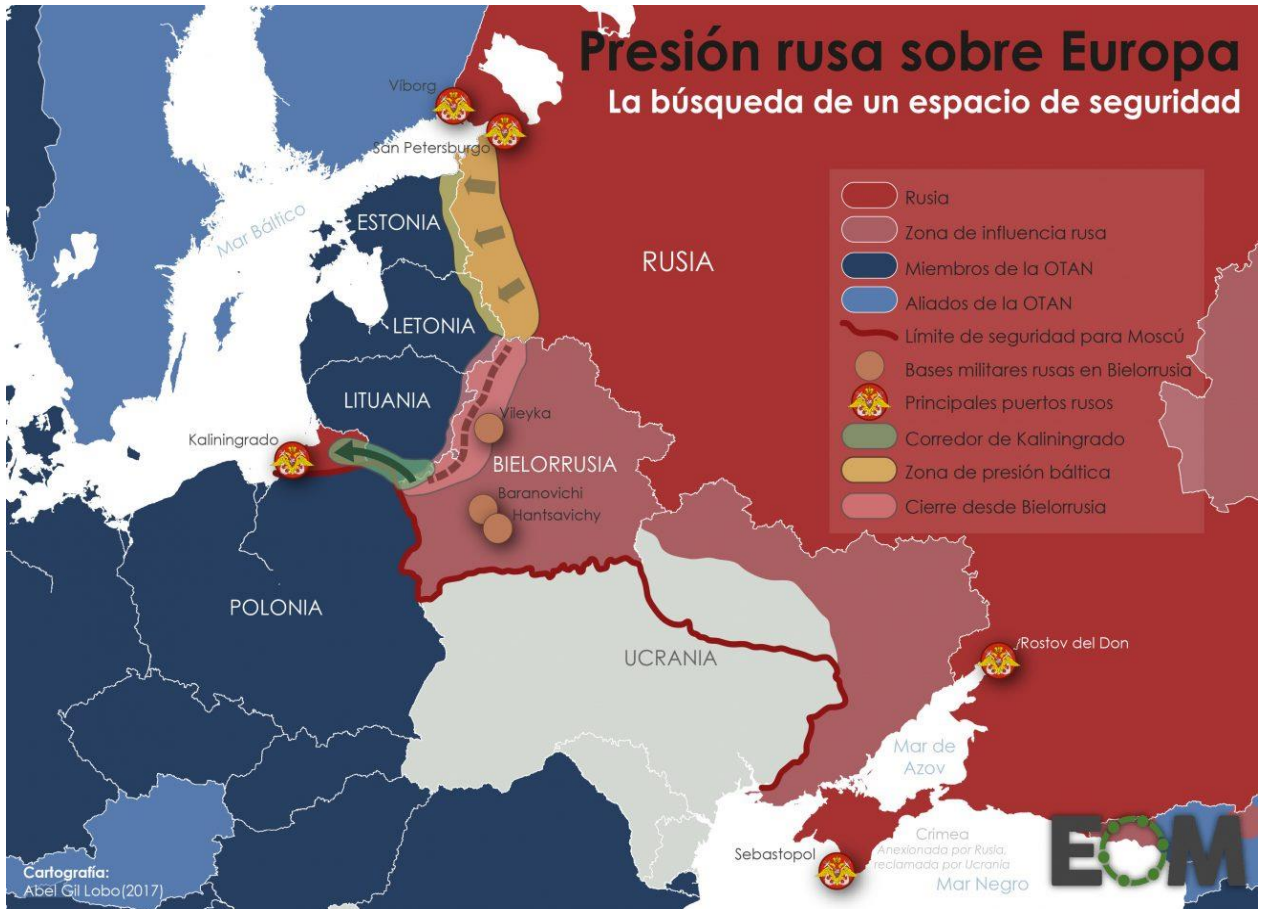 Presión rusa sobre Europa
La búsqueda de un espacio de seguridad
Víborg
San Petersburgo
Mar Báltico
ESTONIA
RUSIA
LETONIA
LITUANIA
Kaliningrado
Vileyka
BIELORRUSIA
Baranovichi
Hantsavichy
POLONIA
UCRANIA
Rusia
Zona de influencia rusa
Miembros de la OTAN
Aliados de la OTAN
Límite de seguridad para Moscú
Bases militares rusas en Bielorrusia
Principales puertos rusos
Corredor de Kaliningrado
Zona de presión báltica
Cierre desde Bielorrusia
/Rostov del Don
Mar de
Azov
Sebastopol
Crimea
Anexionada por Rusia,
reclamada por Ucrania
Mar Negro
EOM
Cartografía:
Abel Gil Lobo(2017)